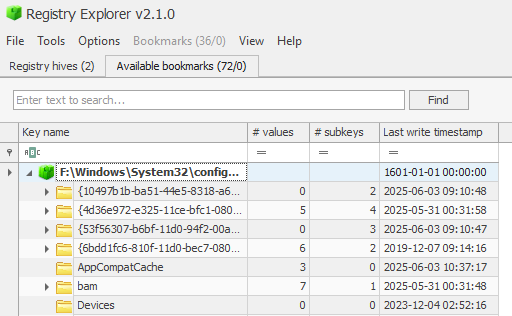 Registry Explorer v2.1.0
File Tools Options Bookmarks (36/0) View Help
Registry hives (2) Available bookmarks (72/0)
Enter text to search... Find
Key name # values # subkeys Last write timestamp
ABC = = =
F:\Windows\System32\config... 1601-01-01 00:00:00
{10497b1b-ba51-44e5-8318-a6... 0 2 2025-06-03 09:10:48
{4d36e972-e325-11ce-bfc1-080... 5 4 2025-05-31 00:31:58
{53f56307-b6bf-11d0-94f2-00a... 0 3 2025-06-03 09:10:47
{6bdd1fc6-810f-11d0-bec7-080... 6 2 2019-12-07 09:14:16
AppCompatCache 3 0 2025-06-03 10:37:17
bam 7 1 2025-05-31 00:31:48
Devices 0 0 2023-12-04 02:52:16